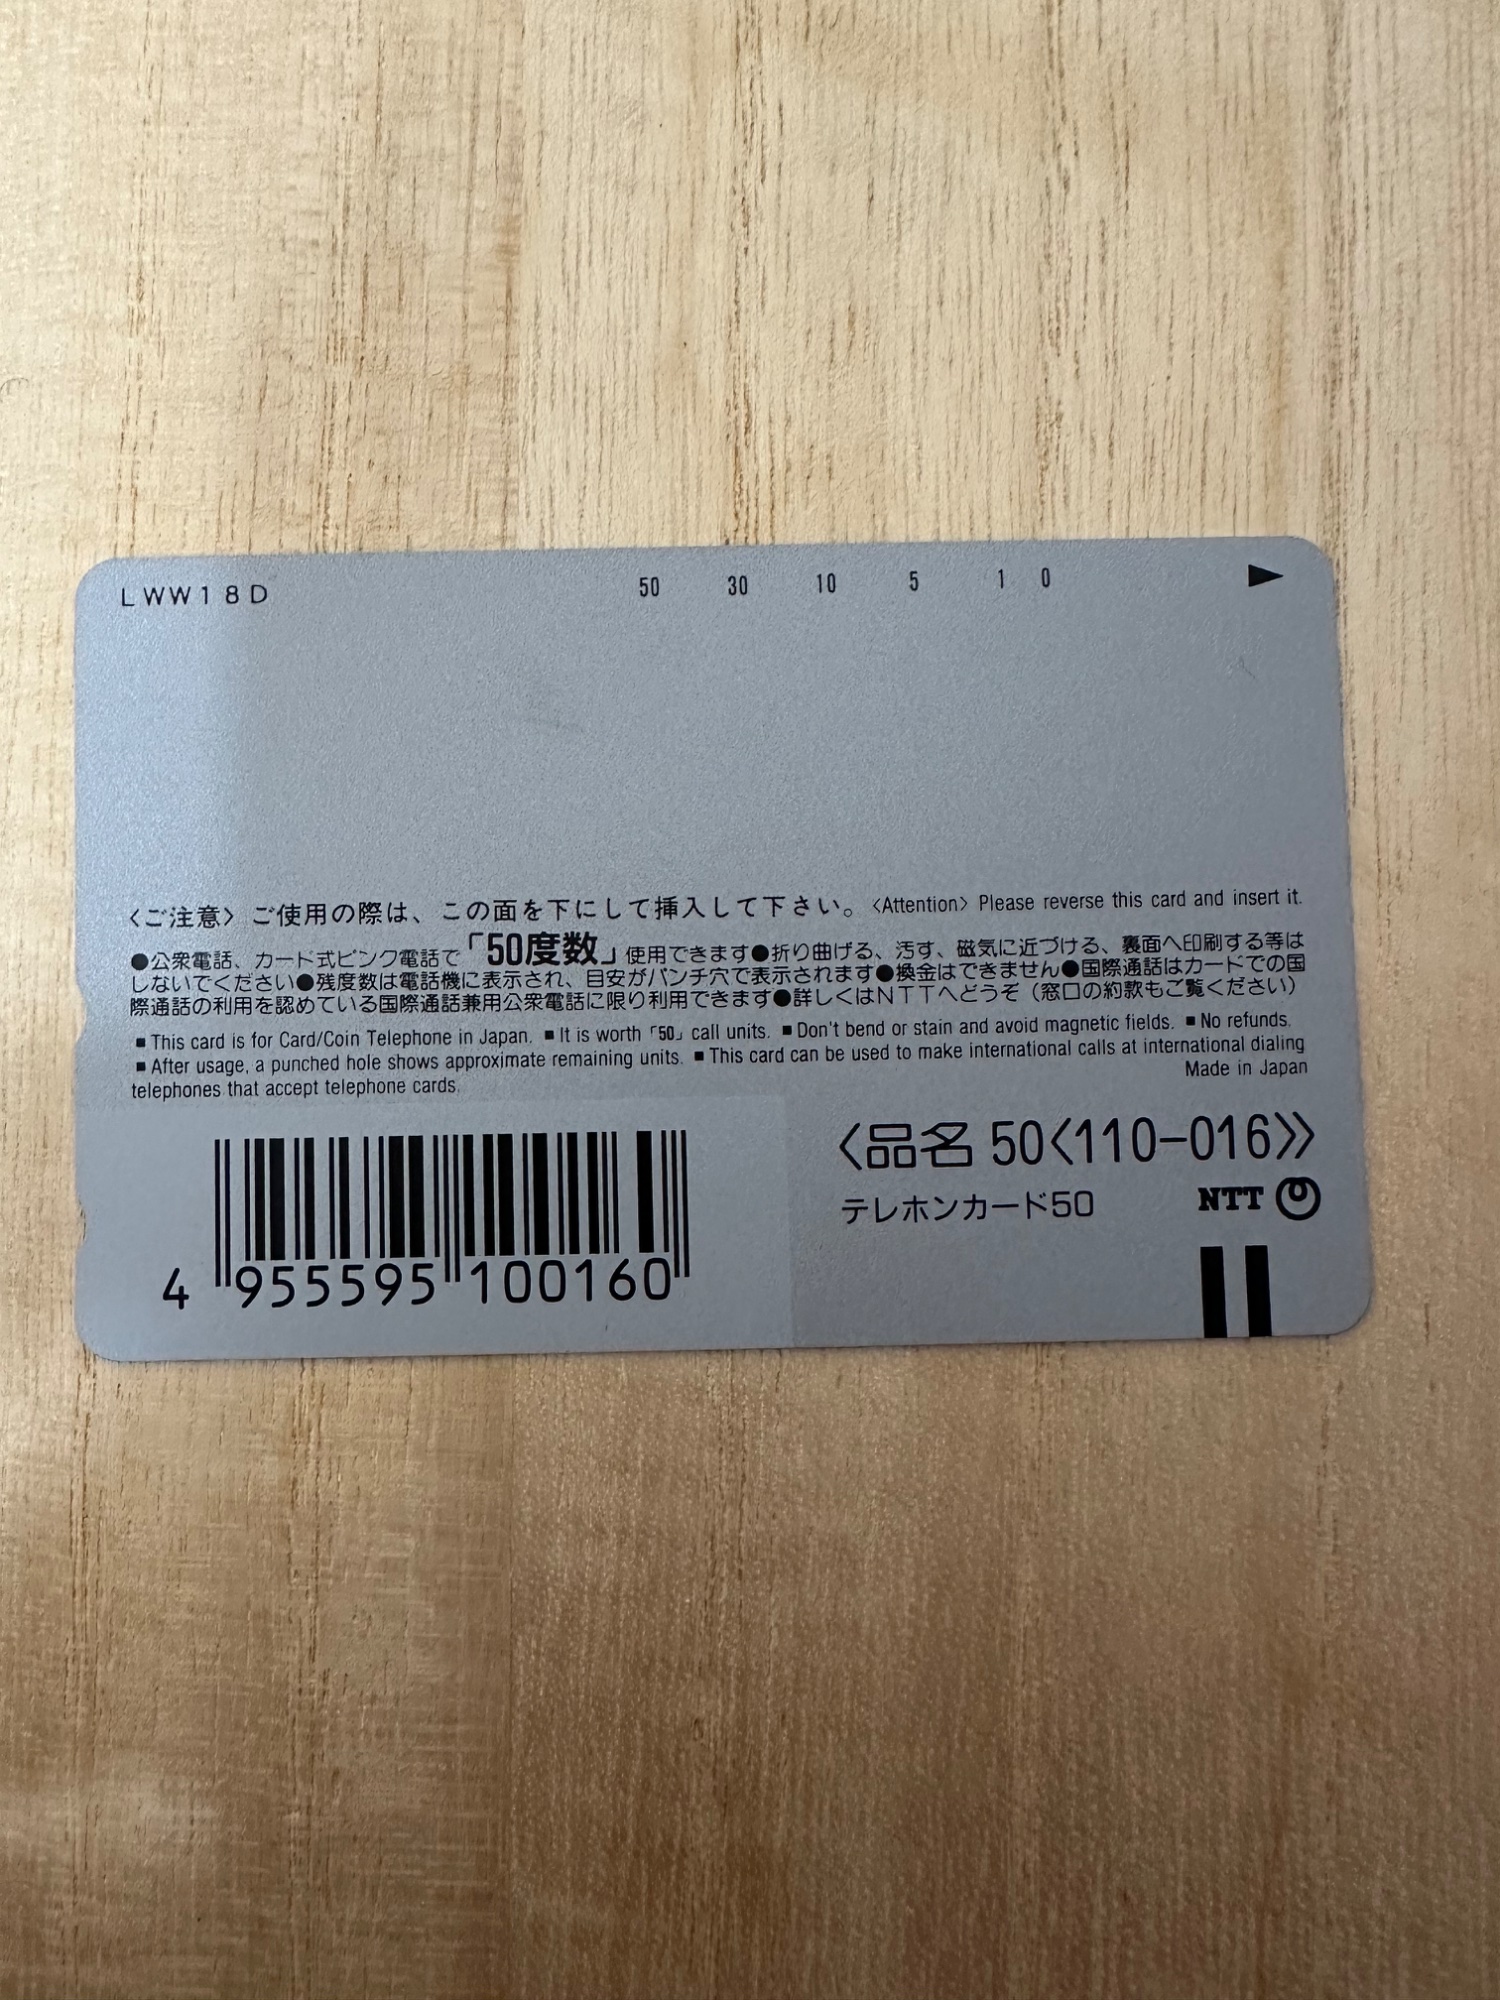 LWW18D 50 30 10 5 1 0
〈ご注意〉ご使用の際は、この面を下にして挿入して下さい。〈Attention〉Please reverse this card and insert it.
●公衆電話、カード式ピンク電話で「50度数」使用できます●折り曲げる、汚す、磁気に近づける、裏面へ印刷する等は
しないでください●残度数は電話機に表示され、目安がパンチ穴で表示されます●換金はできません●国際通話はカードでの国
際通話の利用を認めている国際通話兼用公衆電話に限り利用できます●詳しくはNTTへどうぞ（窓口の約款もご覧ください）
■This card is for Card/Coin Telephone in Japan. ■It is worth「50」call units. ■Don't bend or stain and avoid magnetic fields. ■No refunds.
■After usage, a punched hole shows approximate remaining units. ■This card can be used to make international calls at international dialing
telephones that accept telephone cards. Made in Japan
〈品名 50〈110-016〉〉
テレホンカード50 NTT
4 955595 100160